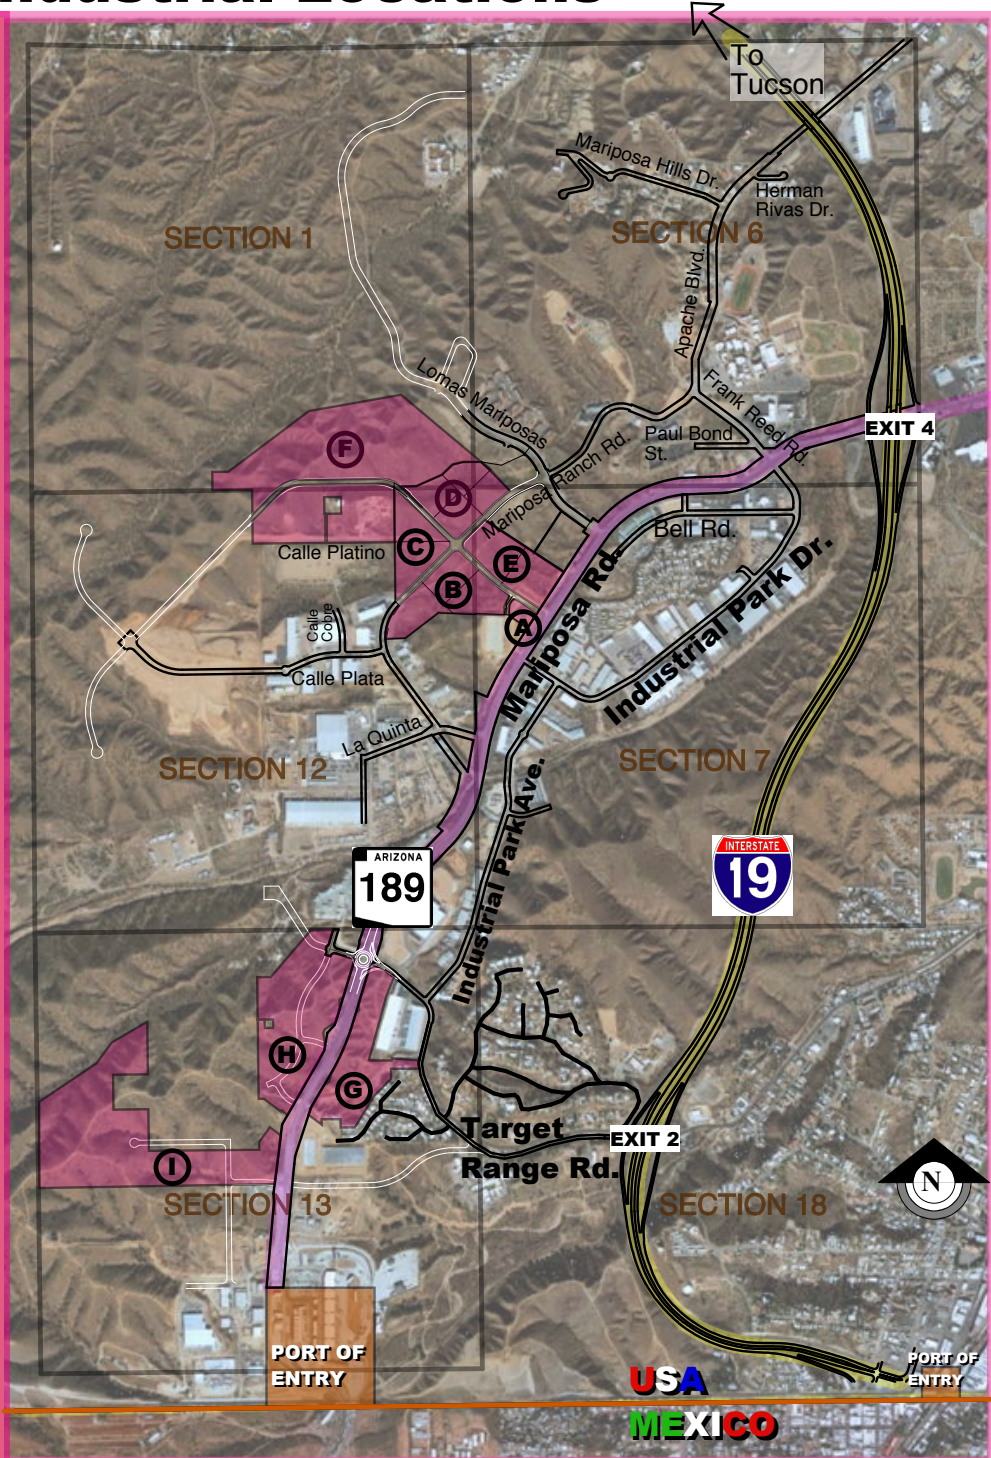 Industrial Locations
To
Tucson
Mariposa Hills Dr.
Herman
Rivas Dr.
SECTION 1
SECTION 6
Apache Blvd.
Lomas Mariposas
Frank Reed Rd.
Paul Bond
St.
EXIT 4
F
Mariposa Ranch Rd.
D
Bell Rd.
C
Calle Platino
E
B
Calle
Cobre
A
Mariposa Rd.
Industrial Park Dr.
Calle Plata
La Quinta
SECTION 12
SECTION 7
Industrial Park Ave.
INTERSTATE
19
ARIZONA
189
H
G
Target
Range Rd.
EXIT 2
I
N
SECTION 13
SECTION 18
PORT OF
ENTRY
PORT OF
ENTRY
USA
MEXICO